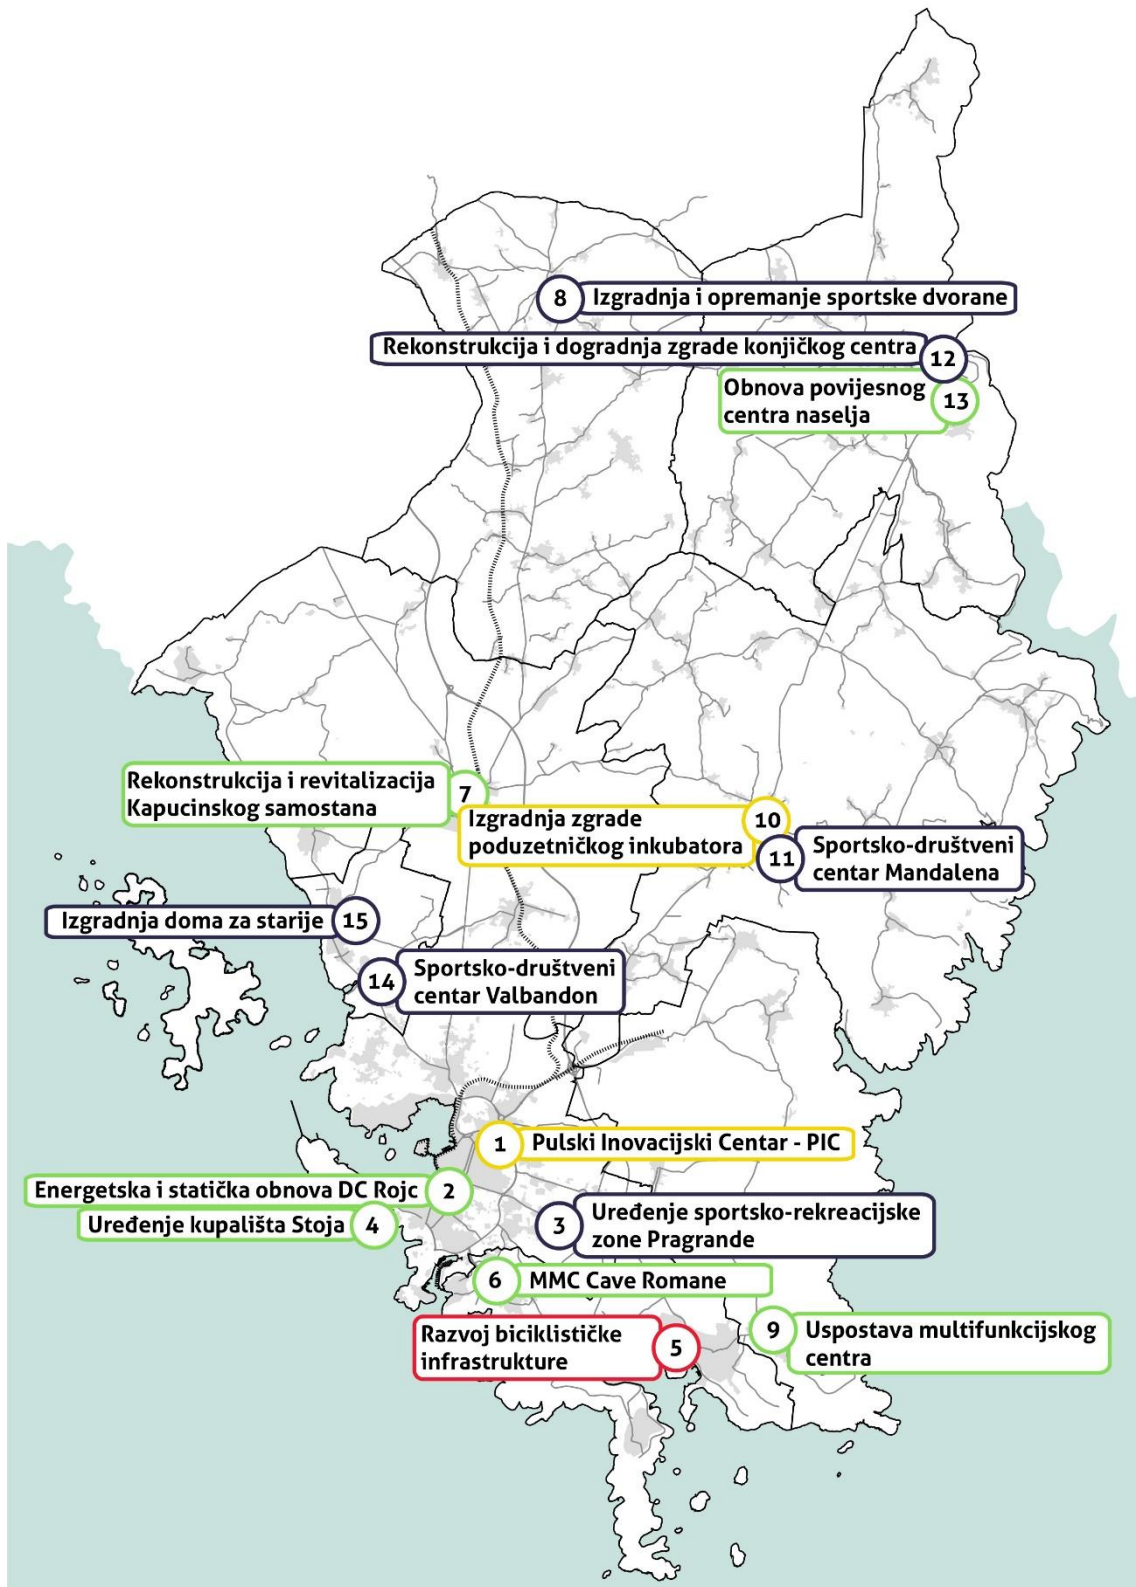 8 Izgradnja i opremanje sportske dvorane
Rekonstrukcija i dogradnja zgrade konjičkog centra 12
Obnova povijesnog
centra naselja
13
Rekonstrukcija i revitalizacija
Kapucinskog samostana
7
Izgradnja zgrade
poduzetničkog inkubatora
10
11
Sportsko-društveni
centar Mandalena
Izgradnja doma za starije 15
14
Sportsko-društveni
centar Valbandon
1 Pulski Inovacijski Centar - PIC
Energetska i statička obnova DC Rojc 2
Uređenje kupališta Stoja 4
3
Uređenje sportsko-rekreacijske
zone Pragrande
6 MMC Cave Romane
Razvoj biciklističke
infrastrukture
5
9
Uspostava multifunkcijskog
centra